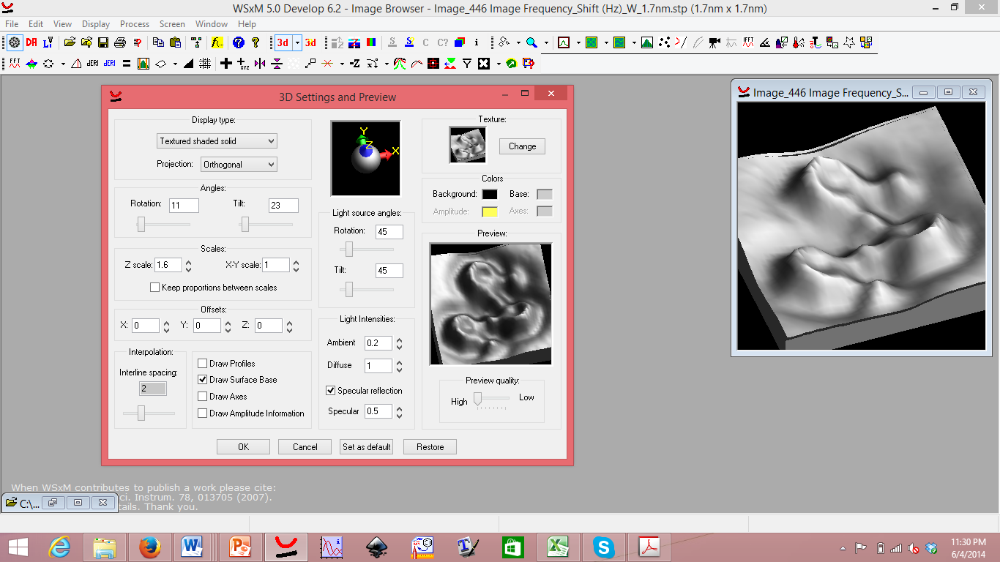 WSxM 5.0 Develop 6.2 - Image Browser - Image_446 Image Frequency_Shift (Hz)_W_1.7nm.stp (1.7nm x 1.7nm)
File Edit View Display Process Screen Window Help
3D Settings and Preview
Display type:
Textured shaded solid
Projection: Orthogonal
Angles:
Rotation: 11 Tilt: 23
Scales:
Z scale: 1.6 X-Y scale: 1
Keep proportions between scales
Offsets:
X: 0 Y: 0 Z: 0
Interpolation:
Interline spacing:
2
Draw Profiles
Draw Surface Base
Draw Axes
Draw Amplitude Information
Y
Z
X
Light source angles:
Rotation: 45
Tilt: 45
Light Intensities:
Ambient 0.2
Diffuse 1
Specular reflection
Specular 0.5
Texture:
Change
Colors
Background: Base:
Amplitude: Axes:
Preview:
Preview quality:
High Low
OK Cancel Set as default Restore
Image_446 Image Frequency_S...
When WSxM contributes to publish a work please cite:
ci. Instrum. 78, 013705 (2007).
tails. Thank you.
C:\...
11:30 PM
6/4/2014